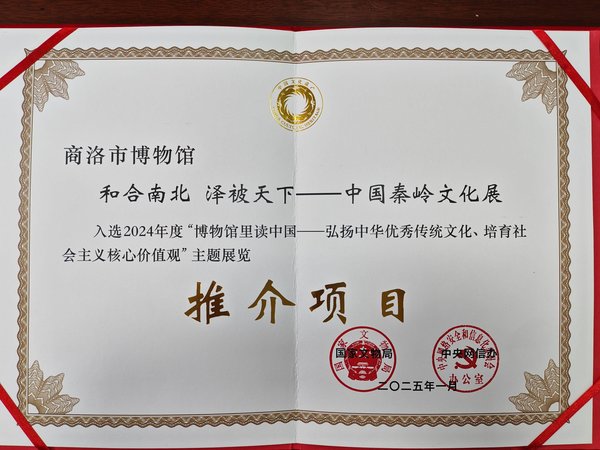 商洛市博物馆
和合南北 泽被天下——中国秦岭文化展
入选2024年度“博物馆里读中国——弘扬中华优秀传统文化、培育社
会主义核心价值观”主题展览
推介项目
国家文物局 中央网信办
二〇二五年一月